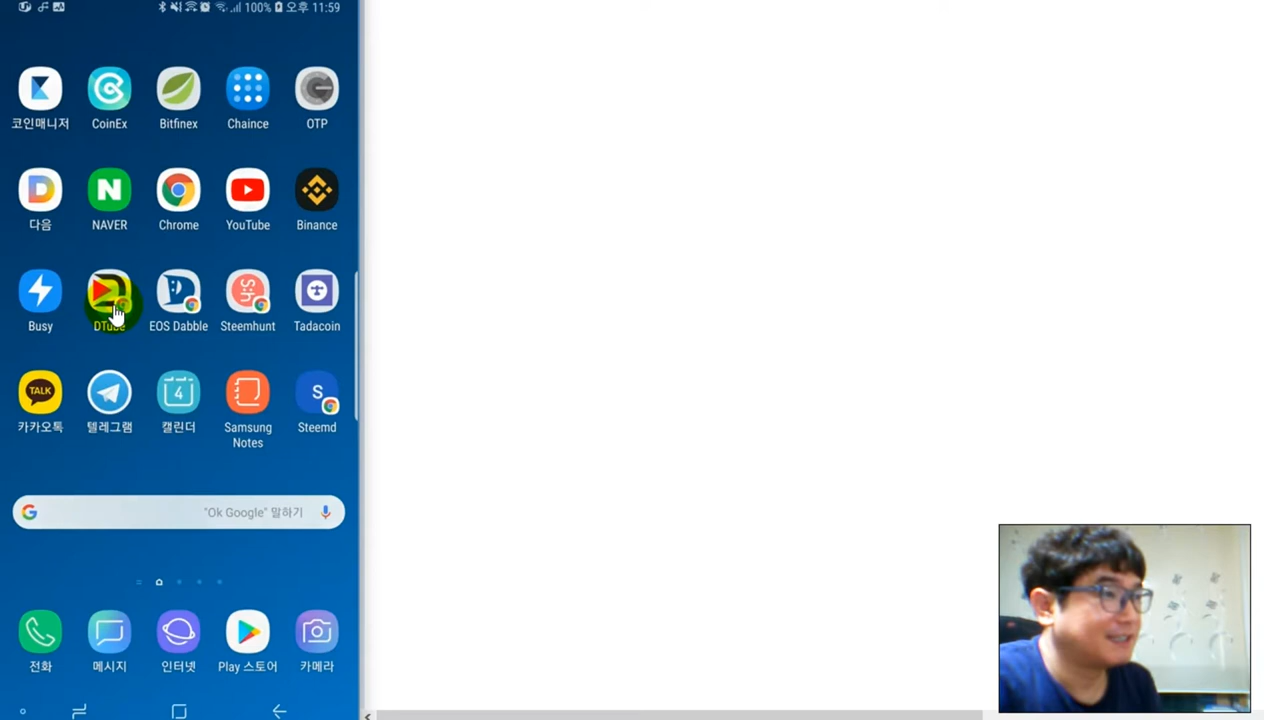 100% 오후 11:59
코인매니저 CoinEx Bitfinex Chaince OTP
다음 NAVER Chrome YouTube Binance
Busy DTube EOS Dabble Steemhunt Tadacoin
TALK 4 S
카카오톡 텔레그램 캘린더 Samsung Notes Steemd
"Ok Google" 말하기
전화 메시지 인터넷 Play 스토어 카메라